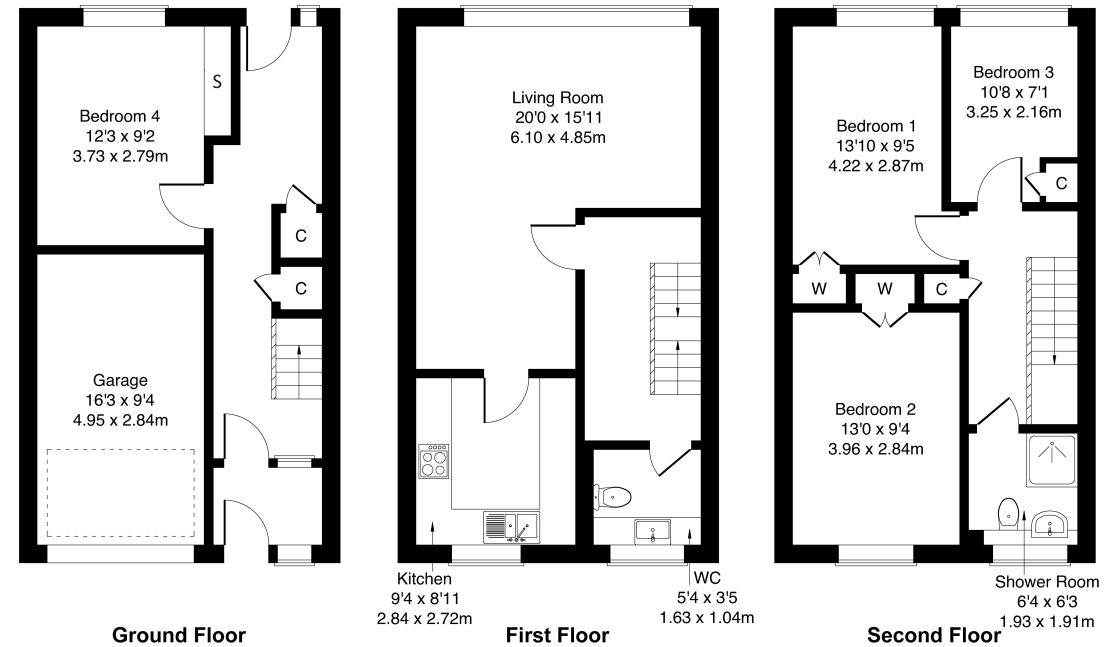 Bedroom 4
12'3 x 9'2
3.73 x 2.79m
S
C
C
Garage
16'3 x 9'4
4.95 x 2.84m
Ground Floor
Living Room
20'0 x 15'11
6.10 x 4.85m
Kitchen
9'4 x 8'11
2.84 x 2.72m
WC
5'4 x 3'5
1.63 x 1.04m
First Floor
Bedroom 3
10'8 x 7'1
3.25 x 2.16m
Bedroom 1
13'10 x 9'5
4.22 x 2.87m
C
W
W
C
Bedroom 2
13'0 x 9'4
3.96 x 2.84m
Shower Room
6'4 x 6'3
1.93 x 1.91m
Second Floor